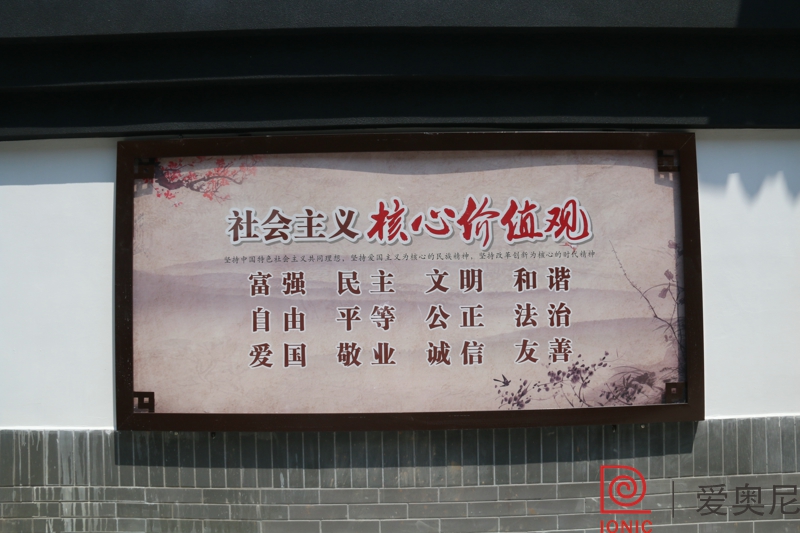 社会主义核心价值观
坚持中国特色社会主义共同理想，坚持爱国主义为核心的民族精神，坚持改革创新为核心的时代精神
富强 民主 文明 和谐
自由 平等 公正 法治
爱国 敬业 诚信 友善
IONIC 爱奥尼